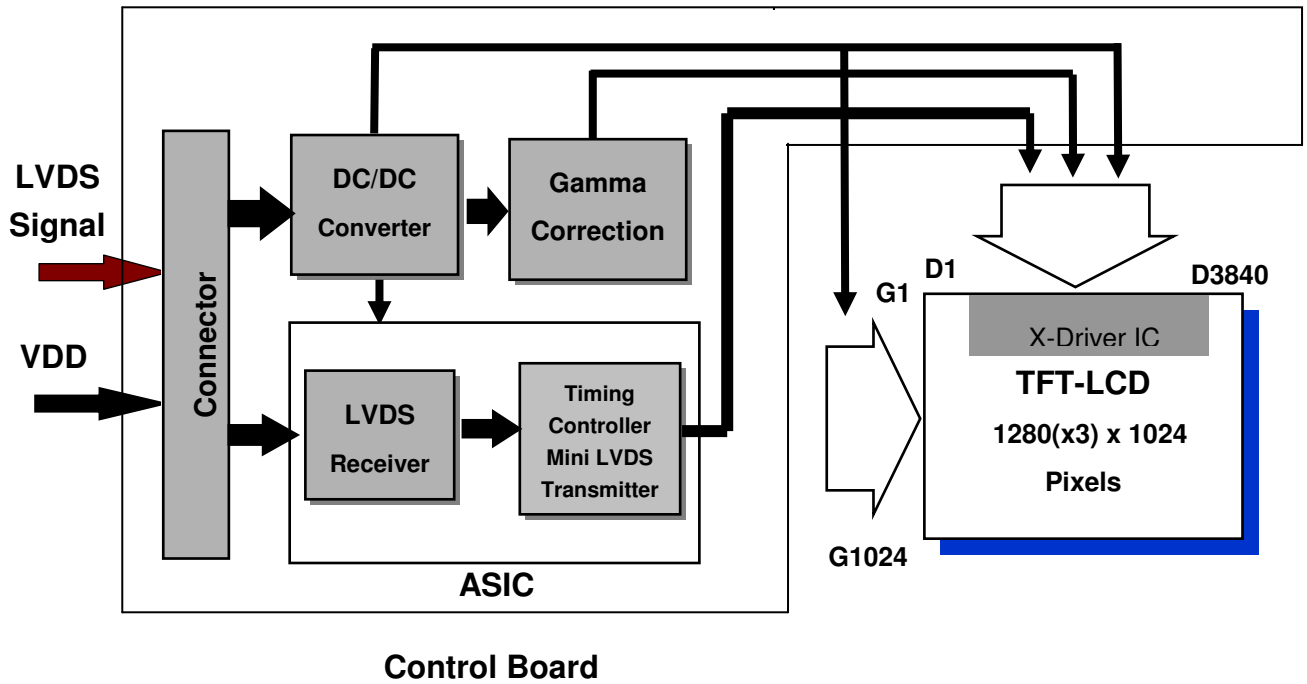 LVDS
Signal
VDD
Connector
DC/DC
Converter
Gamma
Correction
LVDS
Receiver
Timing
Controller
Mini LVDS
Transmitter
ASIC
Control Board
D1
D3840
G1
G1024
X-Driver IC
TFT-LCD
1280(x3) x 1024
Pixels